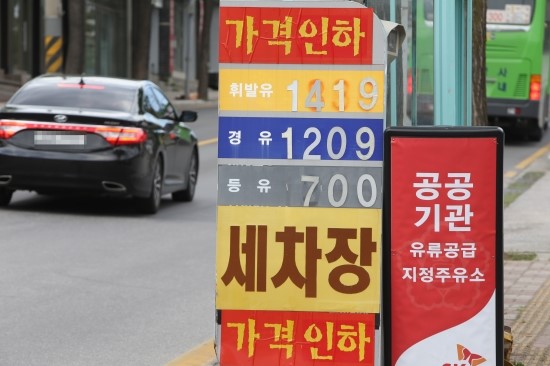 가격인하
휘발유 1419
경유 1209
등유 700
세차장
가격인하
공공
기관
유류공급
지정주유소